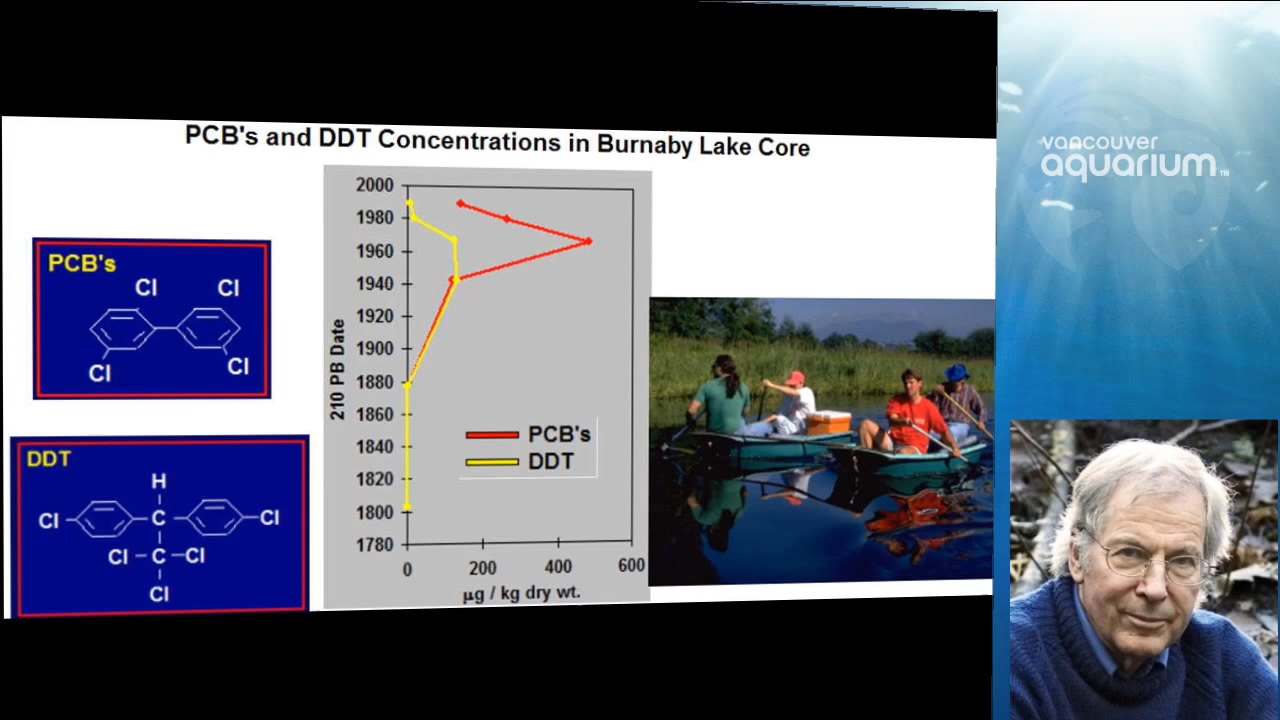 PCB's and DDT Concentrations in Burnaby Lake Core
PCB's
Cl
Cl
Cl
Cl
DDT
H
Cl
C
Cl
Cl
C
Cl
Cl
2000
1980
1960
1940
1920
1900
1880
1860
1840
1820
1800
1780
210 PB Date
PCB's
DDT
0
200
400
600
µg / kg dry wt.
vancouver
aquarium™